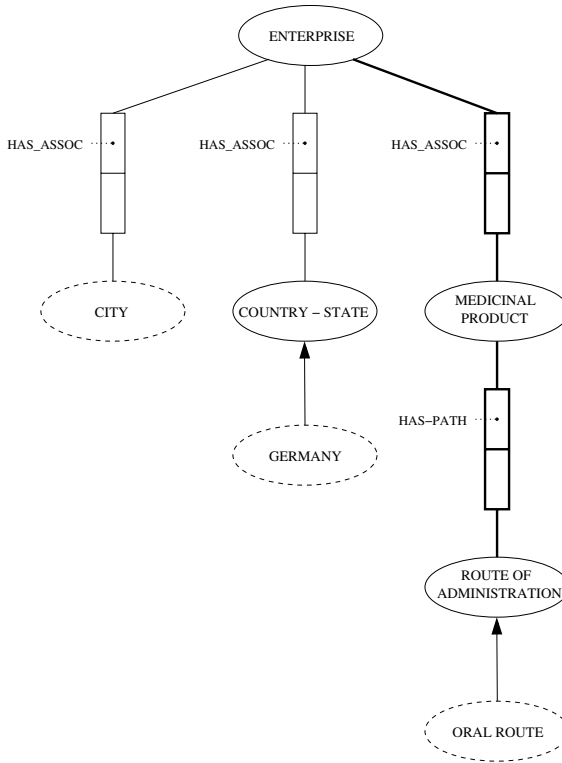 ENTERPRISE
HAS_ASSOC
HAS_ASSOC
HAS_ASSOC
CITY
COUNTRY – STATE
MEDICINAL
PRODUCT
HAS–PATH
GERMANY
ROUTE OF
ADMINISTRATION
ORAL ROUTE